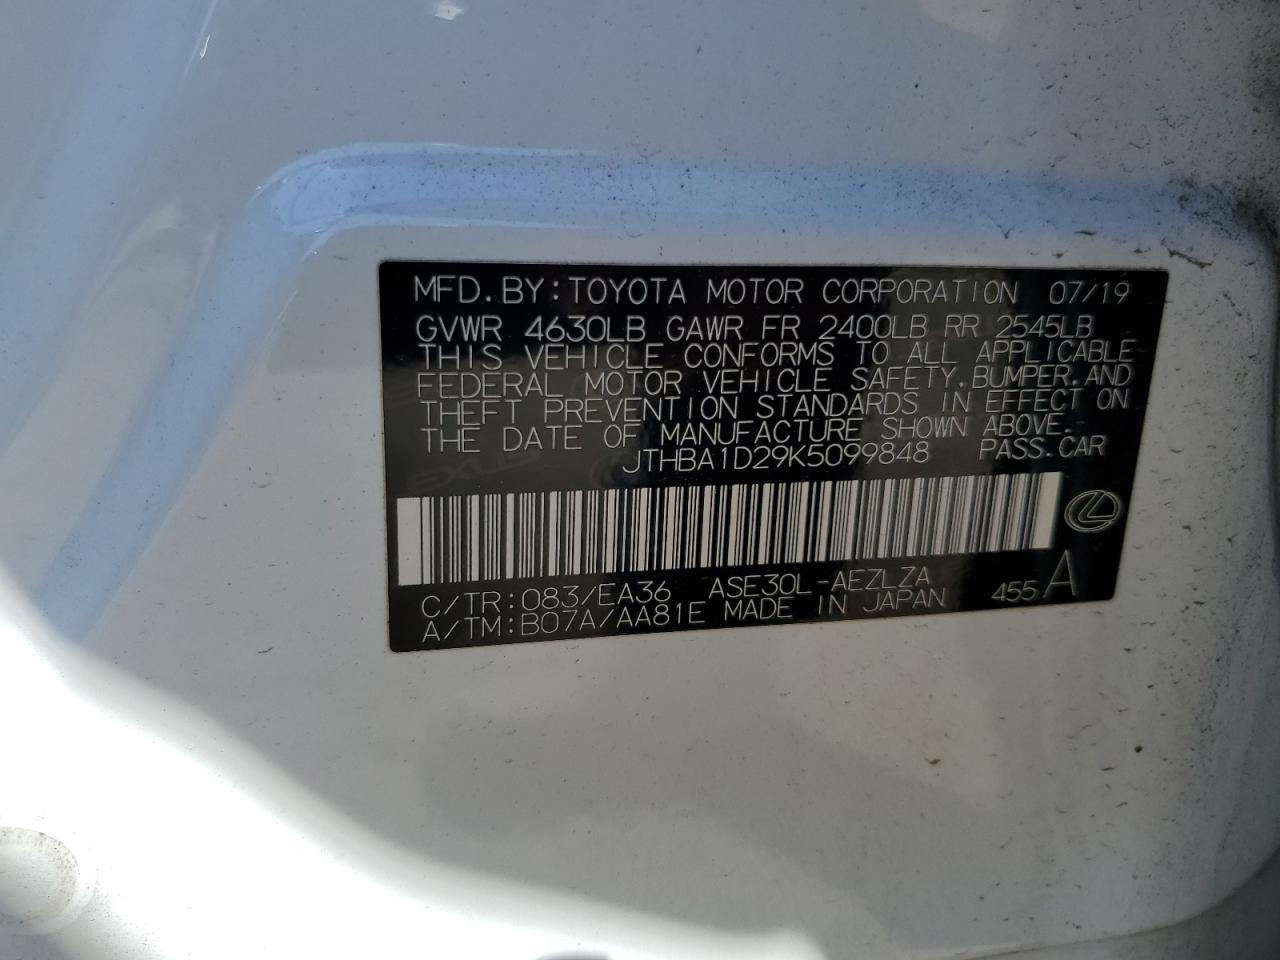 MFD.BY:TOYOTA MOTOR CORPORATION 07/19
GVWR 4630LB GAWR FR 2400LB RR 2545LB
THIS VEHICLE CONFORMS TO ALL APPLICABLE
FEDERAL MOTOR VEHICLE SAFETY,BUMPER,AND
THEFT PREVENTION STANDARDS IN EFFECT ON
THE DATE OF MANUFACTURE SHOWN ABOVE.
JTHBA1D29K5099848 PASS.CAR
C/TR:083/EA36 ASE30L-AEZLZA 455A
A/TM:B07A/AA81E MADE IN JAPAN